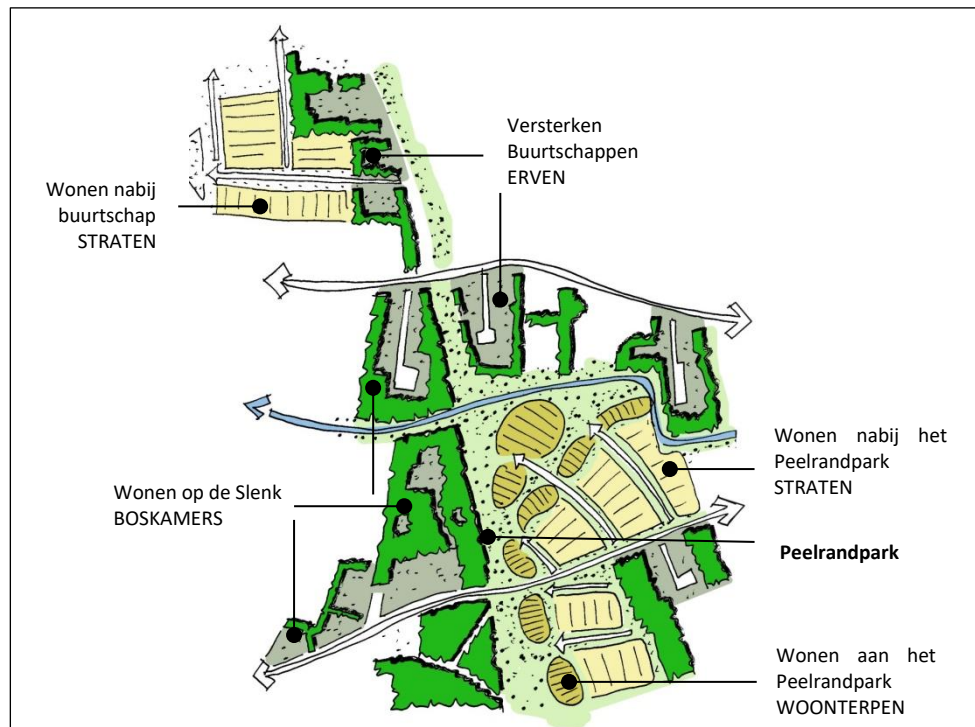 Versterken
Buurtschappen
ERVEN
Wonen nabij
buurtschap
STRATEN
Wonen nabij het
Peelrandpark
STRATEN
Wonen op de Slenk
BOSKAMERS
Peelrandpark
Wonen aan het
Peelrandpark
WOONTERPEN